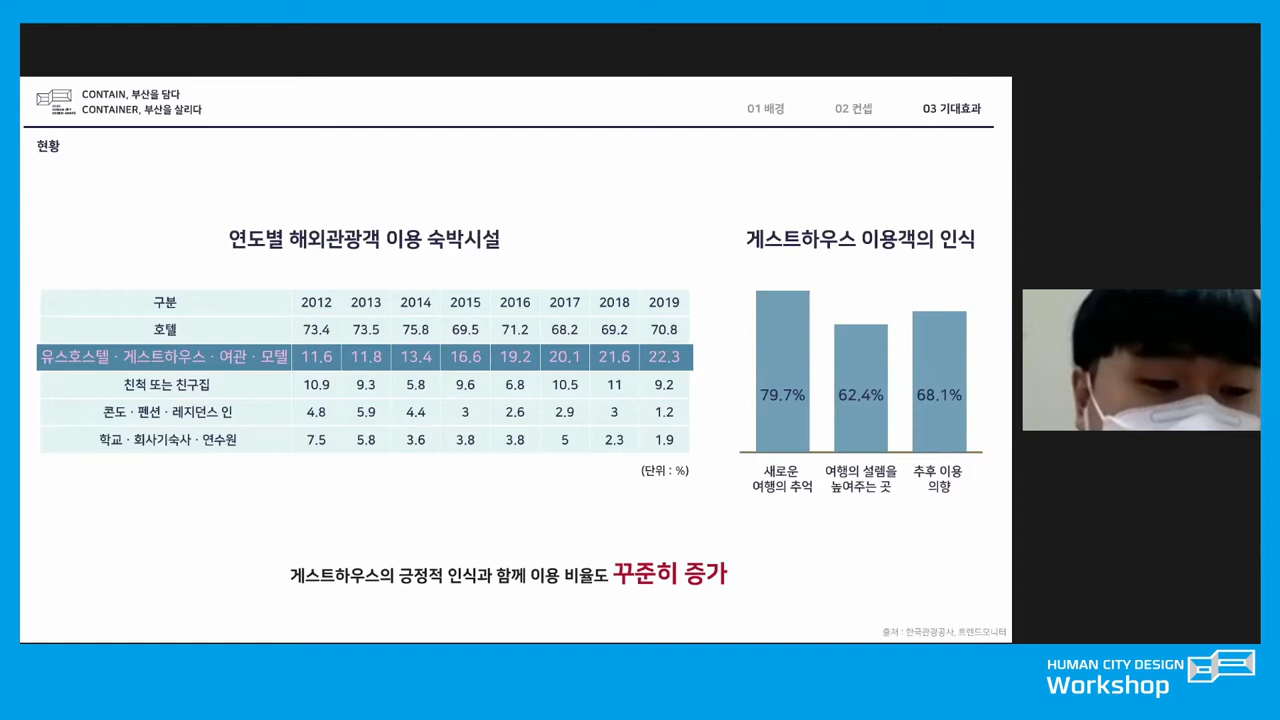 CONTAIN, 부산을 담다
CONTAINER, 부산을 살리다
01 배경 02 컨셉 03 기대효과
현황
연도별 해외관광객 이용 숙박시설
구분 2012 2013 2014 2015 2016 2017 2018 2019
호텔 73.4 73.5 75.8 69.5 71.2 68.2 69.2 70.8
유스호스텔 · 게스트하우스 · 여관 · 모텔 11.6 11.8 13.4 16.6 19.2 20.1 21.6 22.3
친척 또는 친구집 10.9 9.3 5.8 9.6 6.8 10.5 11 9.2
콘도 · 펜션 · 레지던스 인 4.8 5.9 4.4 3 2.6 2.9 3 1.2
학교 · 회사기숙사 · 연수원 7.5 5.8 3.6 3.8 3.8 5 2.3 1.9
(단위 : %)
게스트하우스 이용객의 인식
79.7% 62.4% 68.1%
새로운
여행의 추억
여행의 설렘을
높여주는 곳
추후 이용
의향
게스트하우스의 긍정적 인식과 함께 이용 비율도 꾸준히 증가
출처 : 한국관광공사, 트렌드모니터
HUMAN CITY DESIGN
Workshop